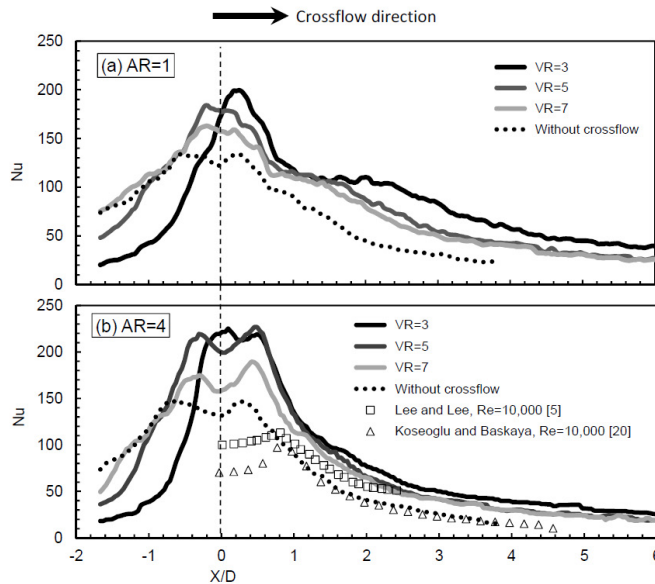 Crossflow direction
250
(a) AR=1
VR=3
200
VR=5
VR=7
150
Without crossflow
Nu
100
50
0
250
(b) AR=4
VR=3
200
VR=5
VR=7
150
Without crossflow
Lee and Lee, Re=10,000 [5]
Nu
100
Koseoglu and Baskaya, Re=10,000 [20]
50
0
-2 -1 0 1 2 3 4 5 6
X/D